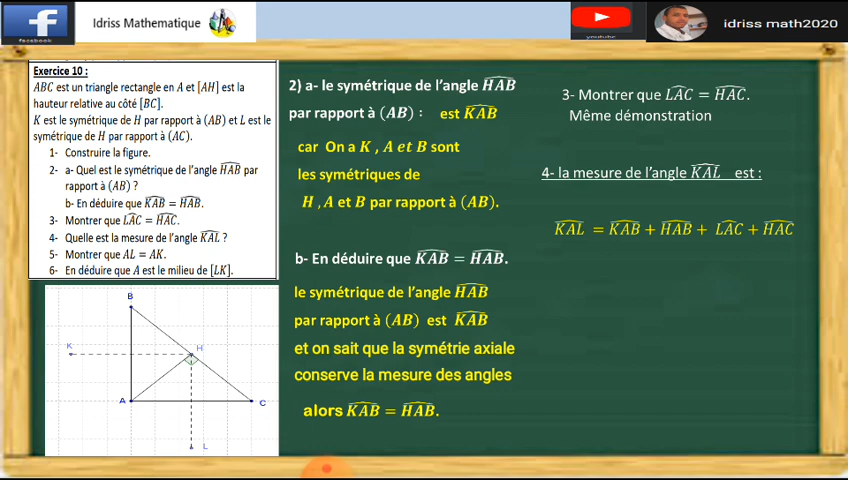 Idriss Mathematique
facebook
youtube
idriss math2020
Exercice 10 :
ABC est un triangle rectangle en A et [AH] est la
hauteur relative au côté [BC].
K est le symétrique de H par rapport à (AB) et L est le
symétrique de H par rapport à (AC).
1- Construire la figure.
2- a- Quel est le symétrique de l'angle HAB̂ par
rapport à (AB) ?
b- En déduire que KAB̂ = HAB̂.
3- Montrer que LAĈ = HAĈ.
4- Quelle est la mesure de l'angle KAL̂ ?
5- Montrer que AL = AK.
6- En déduire que A est le milieu de [LK].
B
K
H
A
C
L
2) a- le symétrique de l'angle HAB̂
par rapport à (AB) : est KAB̂
car On a K , A et B sont
les symétriques de
H , A et B par rapport à (AB).
b- En déduire que KAB̂ = HAB̂.
le symétrique de l'angle HAB̂
par rapport à (AB) est KAB̂
et on sait que la symétrie axiale
conserve la mesure des angles
alors KAB̂ = HAB̂.
3- Montrer que LAĈ = HAĈ.
Même démonstration
4- la mesure de l'angle KAL̂ est :
KAL̂ = KAB̂ + HAB̂ + LAĈ + HAĈ